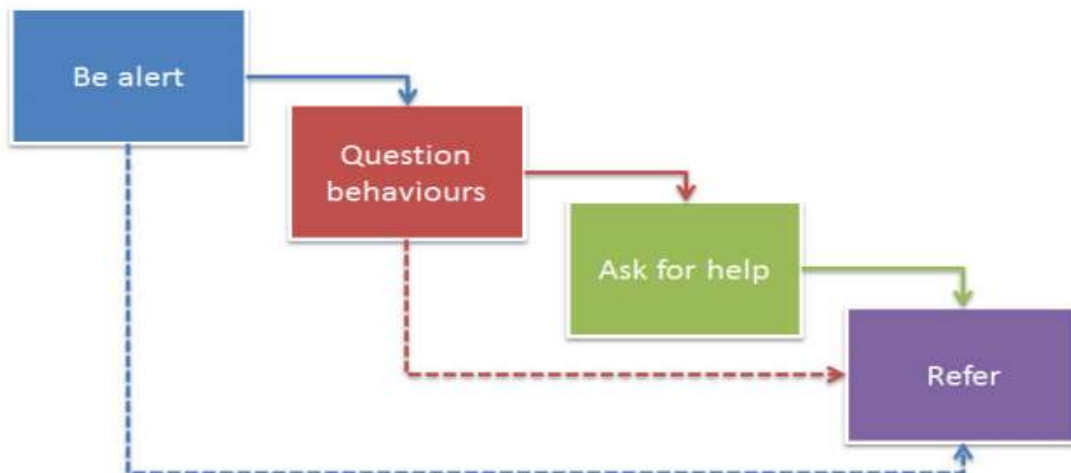 Be alert
Question
behaviours
Ask for help
Refer